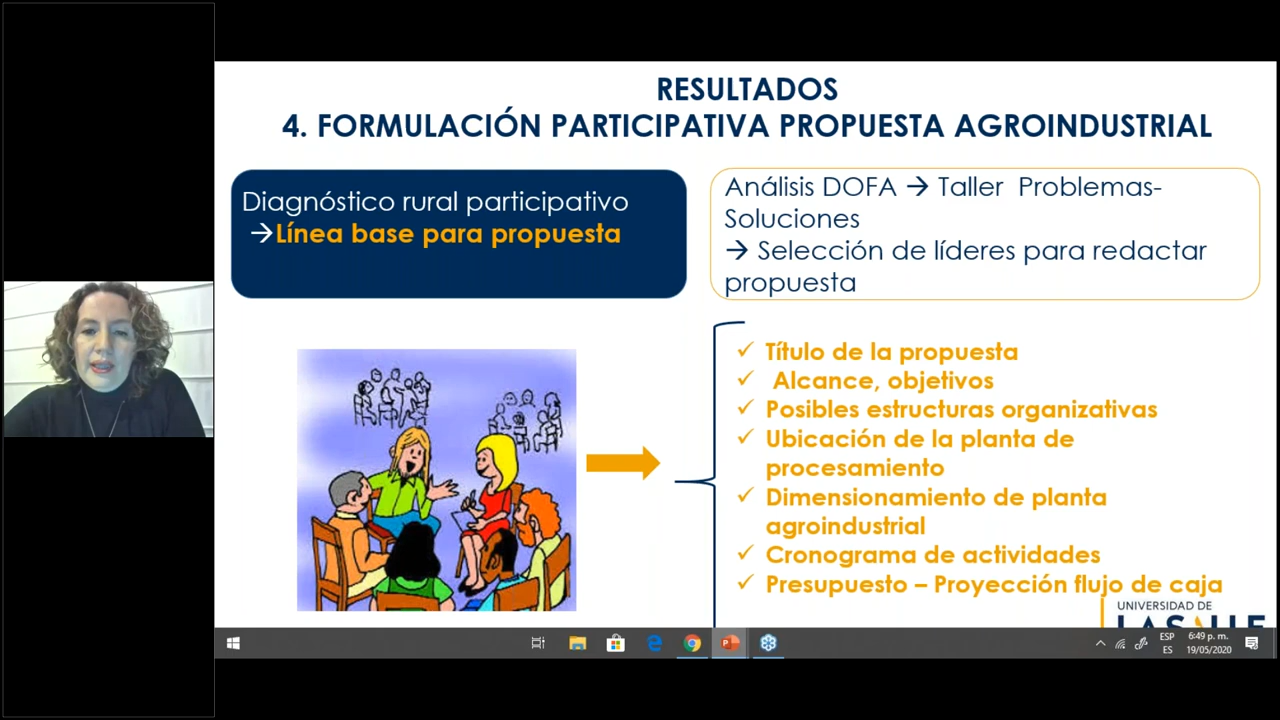 RESULTADOS
4. FORMULACIÓN PARTICIPATIVA PROPUESTA AGROINDUSTRIAL
Diagnóstico rural participativo
→Línea base para propuesta
Análisis DOFA → Taller Problemas-
Soluciones
→ Selección de líderes para redactar
propuesta
✓ Título de la propuesta
✓ Alcance, objetivos
✓ Posibles estructuras organizativas
✓ Ubicación de la planta de
procesamiento
✓ Dimensionamiento de planta
agroindustrial
✓ Cronograma de actividades
✓ Presupuesto – Proyección flujo de caja
UNIVERSIDAD DE
LA SALLE
ESP
ES
6:49 p. m.
19/05/2020